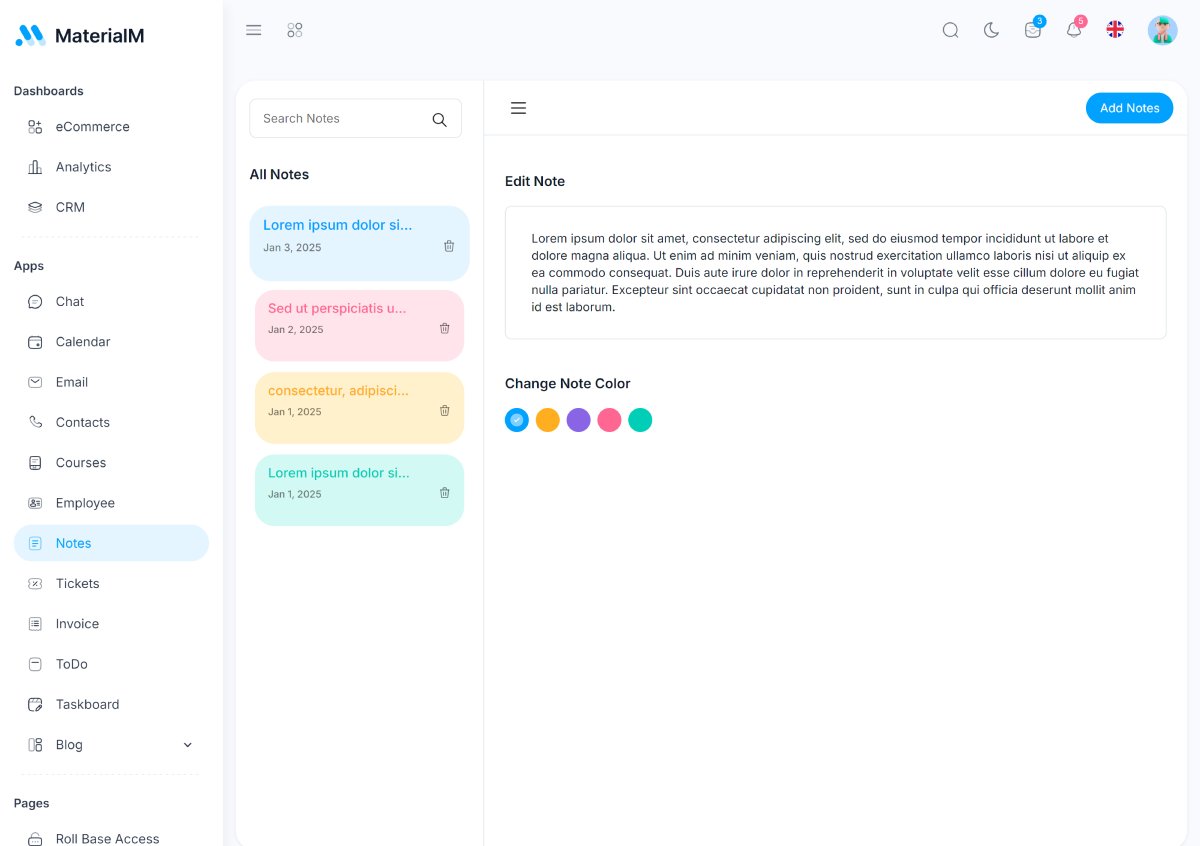 MaterialM
Dashboards
eCommerce
Analytics
CRM
Apps
Chat
Calendar
Email
Contacts
Courses
Employee
Notes
Tickets
Invoice
ToDo
Taskboard
Blog
Pages
Roll Base Access
3
5
Search Notes
All Notes
Lorem ipsum dolor si...
Jan 3, 2025
Sed ut perspiciatis u...
Jan 2, 2025
consectetur, adipisci...
Jan 1, 2025
Lorem ipsum dolor si...
Jan 1, 2025
Add Notes
Edit Note
Lorem ipsum dolor sit amet, consectetur adipiscing elit, sed do eiusmod tempor incididunt ut labore et
dolore magna aliqua. Ut enim ad minim veniam, quis nostrud exercitation ullamco laboris nisi ut aliquip ex
ea commodo consequat. Duis aute irure dolor in reprehenderit in voluptate velit esse cillum dolore eu fugiat
nulla pariatur. Excepteur sint occaecat cupidatat non proident, sunt in culpa qui officia deserunt mollit anim
id est laborum.
Change Note Color